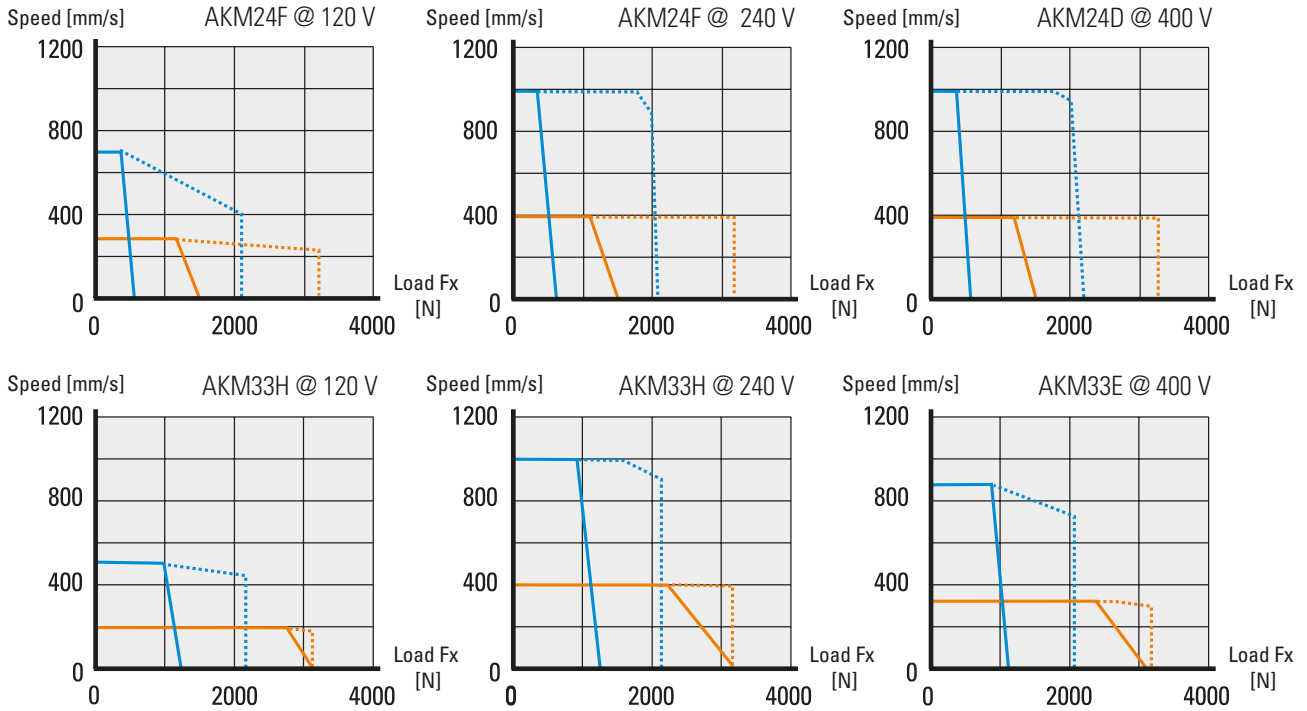 Speed [mm/s] AKM24F @ 120 V
1200
800
400
0
0 2000 4000
Load Fx
[N]
Speed [mm/s] AKM24F @ 240 V
1200
800
400
0
0 2000 4000
Load Fx
[N]
Speed [mm/s] AKM24D @ 400 V
1200
800
400
0
0 2000 4000
Load Fx
[N]
Speed [mm/s] AKM33H @ 120 V
1200
800
400
0
0 2000 4000
Load Fx
[N]
Speed [mm/s] AKM33H @ 240 V
1200
800
400
0
0 2000 4000
Load Fx
[N]
Speed [mm/s] AKM33E @ 400 V
1200
800
400
0
0 2000 4000
Load Fx
[N]